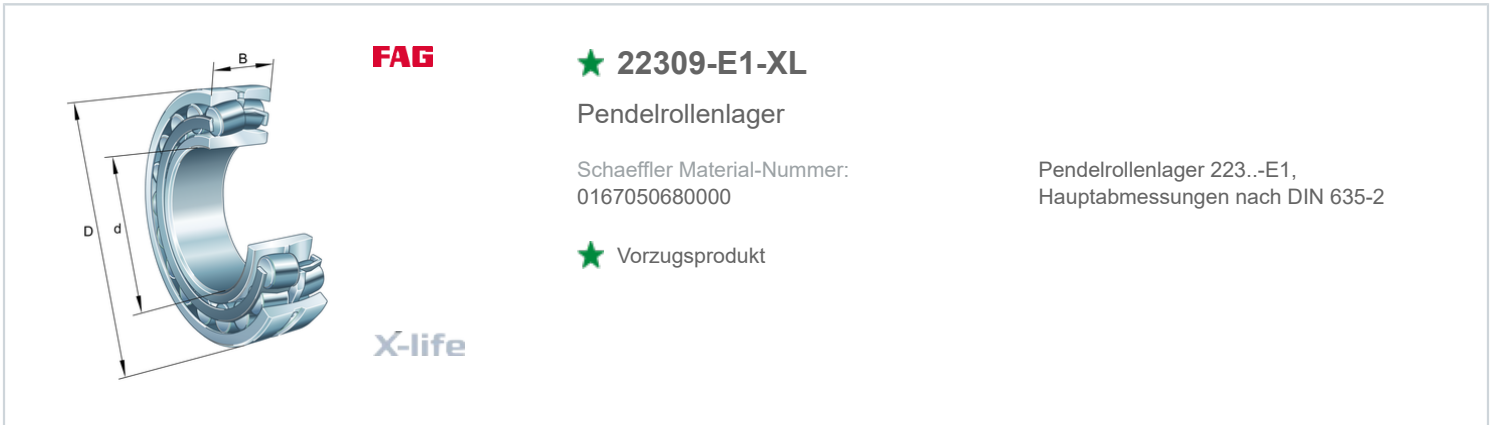 B
D
d
FAG
X-life
22309-E1-XL
Pendelrollenlager
Schaeffler Material-Nummer:
0167050680000
Vorzugsprodukt
Pendelrollenlager 223..-E1,
Hauptabmessungen nach DIN 635-2